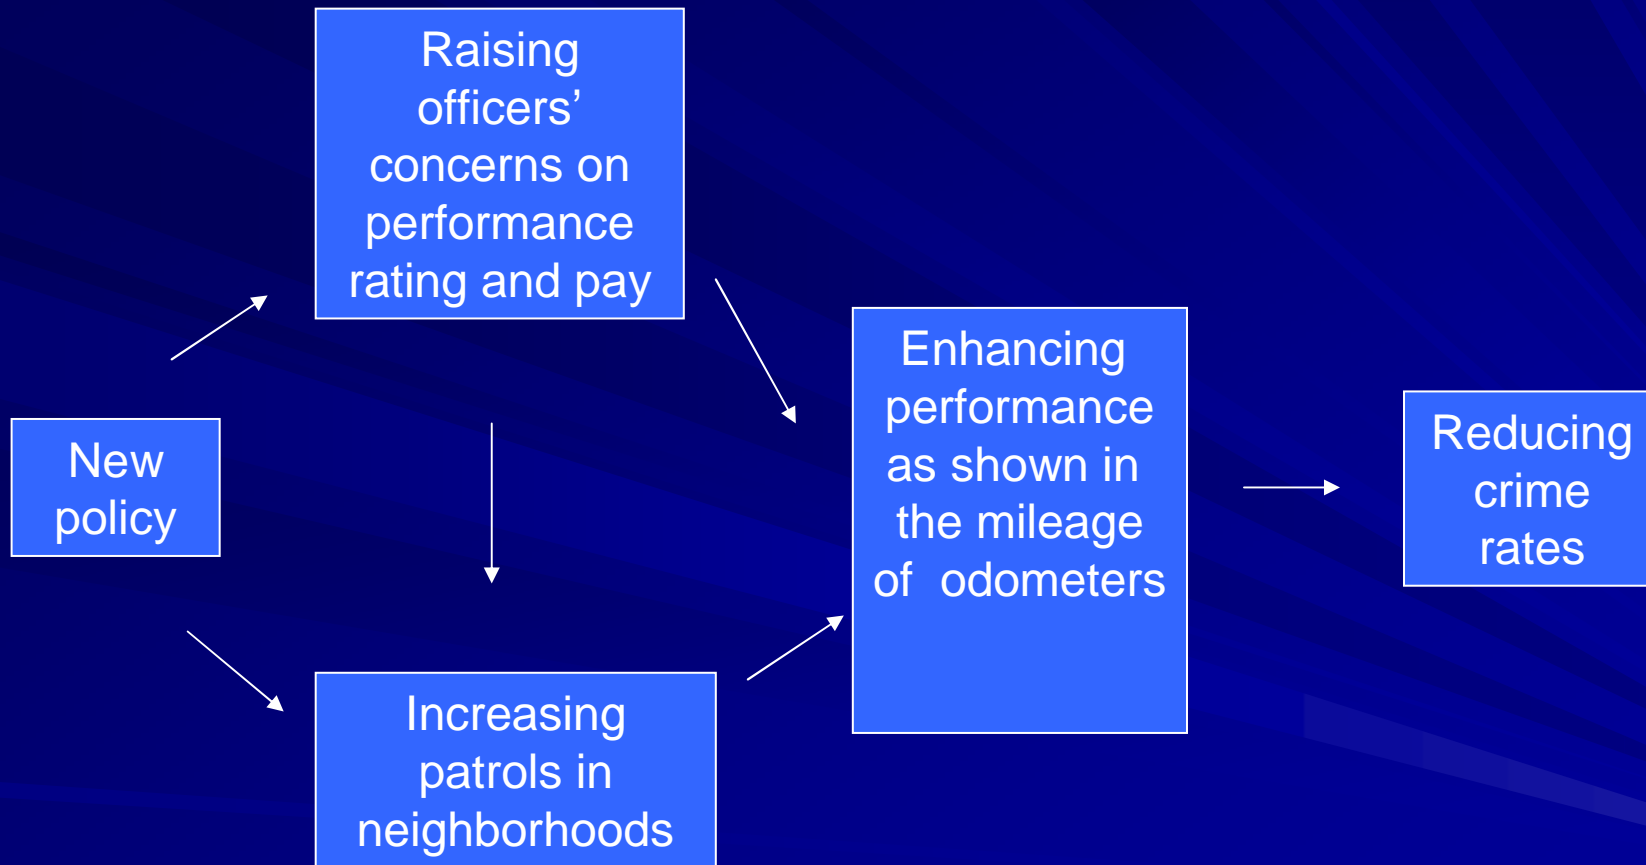 Raising
officers’
concerns on
performance
rating and pay
New
policy
Enhancing
performance
as shown in
the mileage
of odometers
Reducing
crime
rates
Increasing
patrols in
neighborhoods